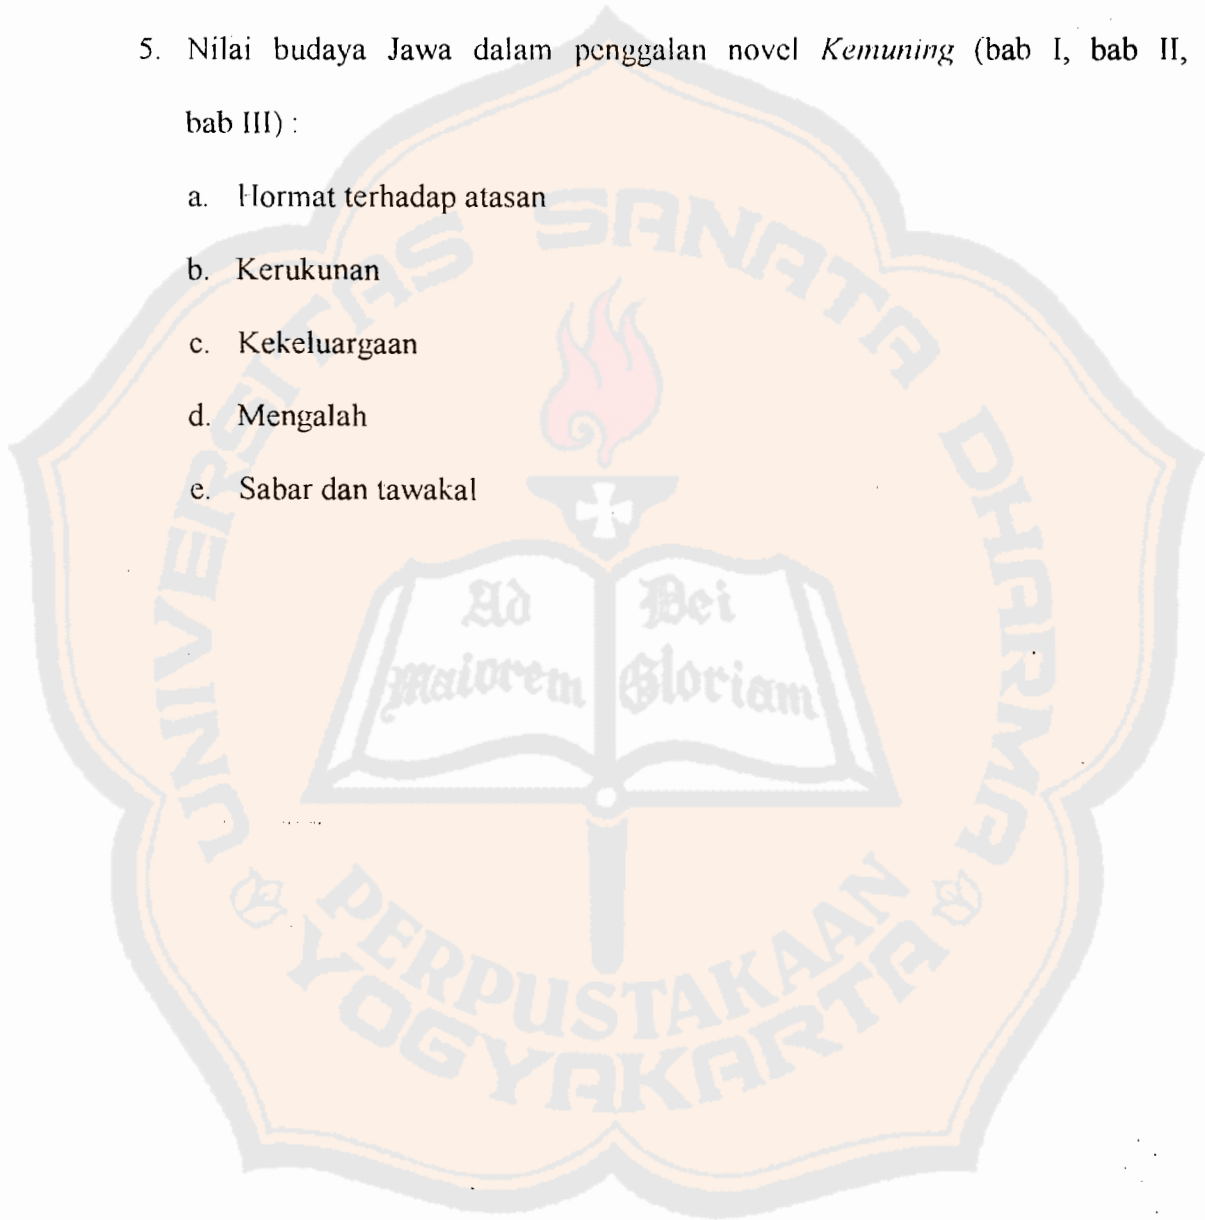 5. Nilai budaya Jawa dalam penggalan novel Kemuning (bab I, bab II,
bab III) :
a. Hormat terhadap atasan
b. Kerukunan
c. Kekeluargaan
d. Mengalah
e. Sabar dan tawakal
UNIVERSITAS SANATA DHARMA
Ad Dei
maiorem Gloriam
PERPUSTAKAAN
YOGYAKARTA